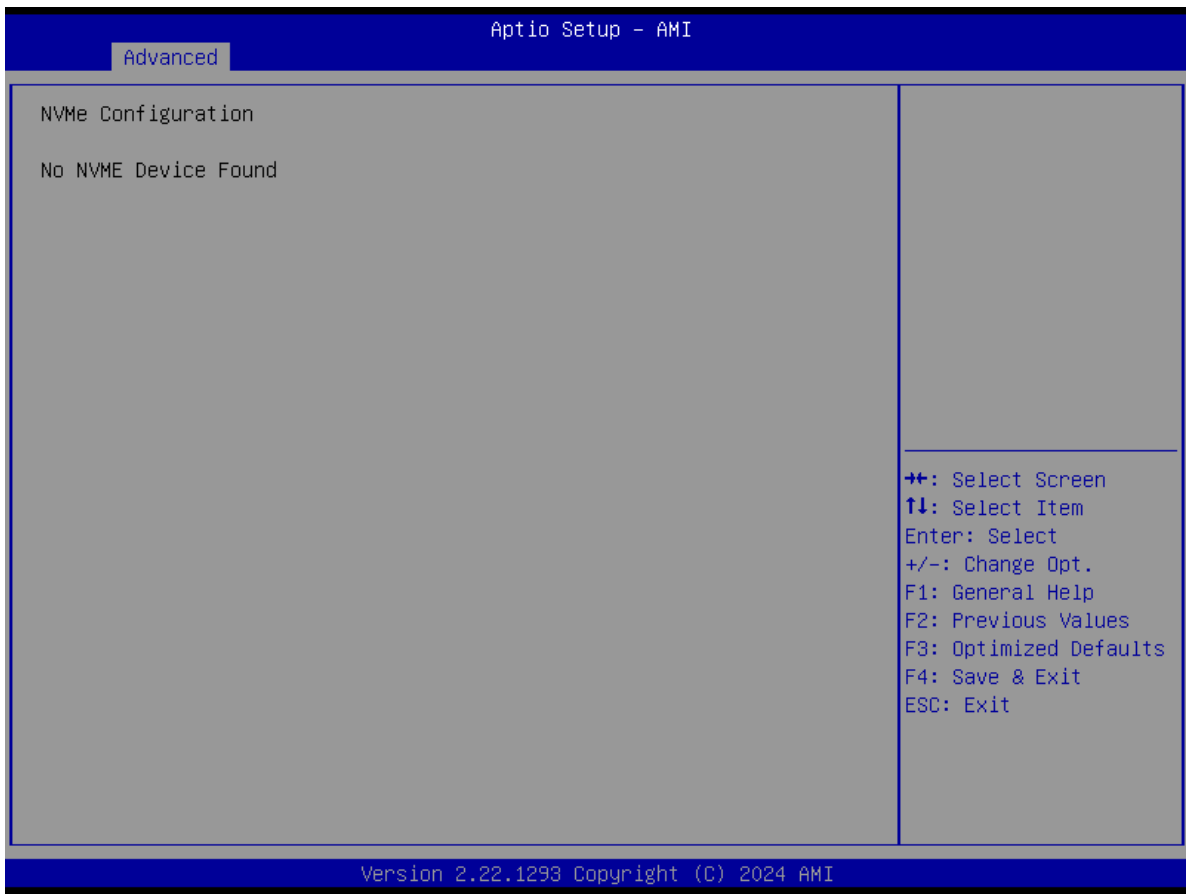 Aptio Setup – AMI
Advanced
NVMe Configuration
No NVME Device Found
→←: Select Screen
↑↓: Select Item
Enter: Select
+/-: Change Opt.
F1: General Help
F2: Previous Values
F3: Optimized Defaults
F4: Save & Exit
ESC: Exit
Version 2.22.1293 Copyright (C) 2024 AMI